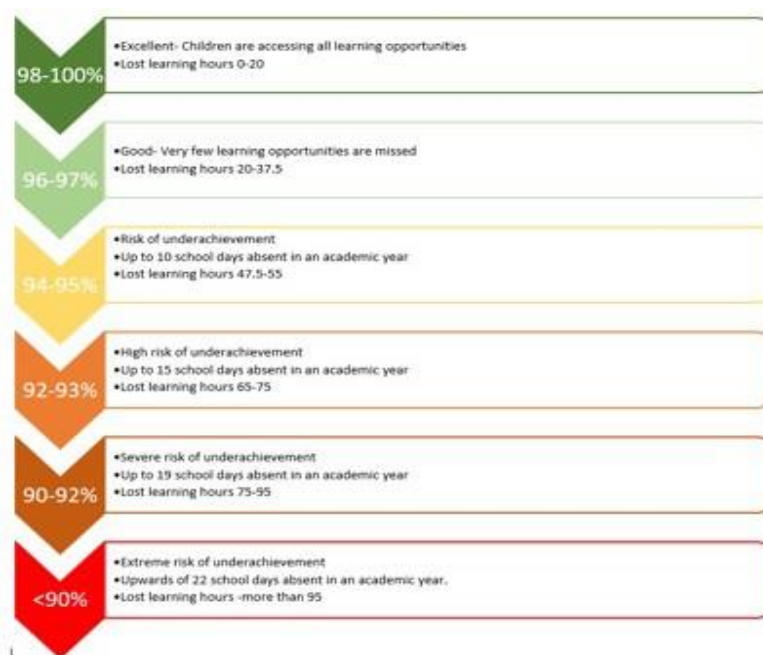 98-100%
•Excellent- Children are accessing all learning opportunities
•Lost learning hours 0-20
96-97%
•Good- Very few learning opportunities are missed
•Lost learning hours 20-37.5
94-95%
•Risk of underachievement
•Up to 10 school days absent in an academic year
•Lost learning hours 47.5-55
92-93%
•High risk of underachievement
•Up to 15 school days absent in an academic year
•Lost learning hours 65-75
90-92%
•Severe risk of underachievement
•Up to 19 school days absent in an academic year
•Lost learning hours 75-95
<90%
•Extreme risk of underachievement
•Upwards of 22 school days absent in an academic year.
•Lost learning hours -more than 95